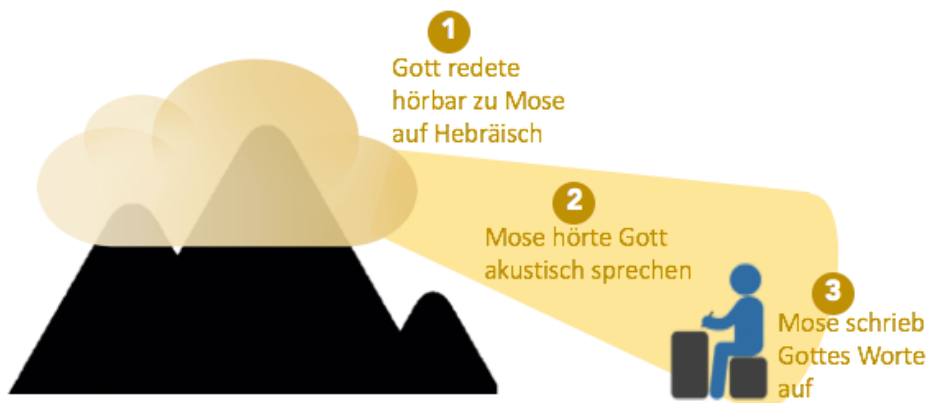 1
Gott redete
hörbar zu Mose
auf Hebräisch
2
Mose hörte Gott
akustisch sprechen
3
Mose schrieb
Gottes Worte
auf